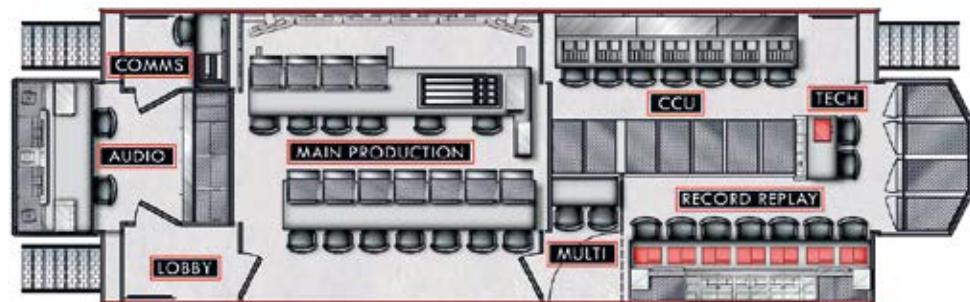 COMMS
AUDIO
LOBBY
MAIN PRODUCTION
CCU
TECH
RECORD REPLAY
MULTI